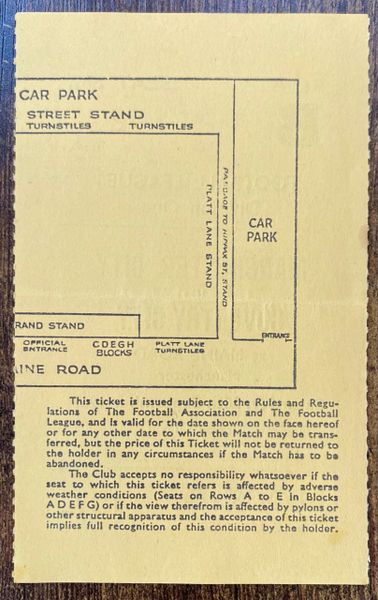 CAR PARK
STREET STAND
TURNSTILES TURNSTILES
PLATT LANE STAND
PASSAGE TO KIPPAX ST. STAND
CAR
PARK
RAND STAND
ENTRANCE
OFFICIAL
ENTRANCE
CDEGH
BLOCKS
PLATT LANE
TURNSTILES
AINE ROAD
This ticket is issued subject to the Rules and Regu-
lations of The Football Association and The Football
League, and is valid for the date shown on the face hereof
or for any other date to which the Match may be trans-
ferred, but the price of this Ticket will not be returned to
the holder in any circumstances if the Match has to be
abandoned.
The Club accepts no responsibility whatsoever if the
seat to which this ticket refers is affected by adverse
weather conditions (Seats on Rows A to E in Blocks
A D E F G) or if the view therefrom is affected by pylons or
other structural apparatus and the acceptance of this ticket
implies full recognition of this condition by the holder.